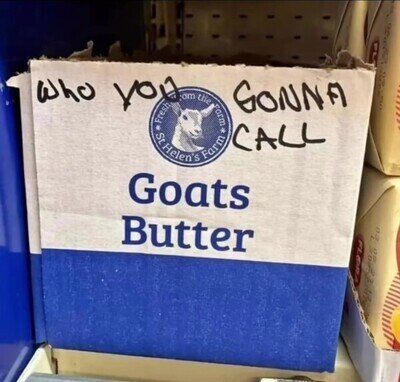 WhO YOU GONNA
CALL
Fresh from the Farm
St Helen's Farm
Goats
Butter